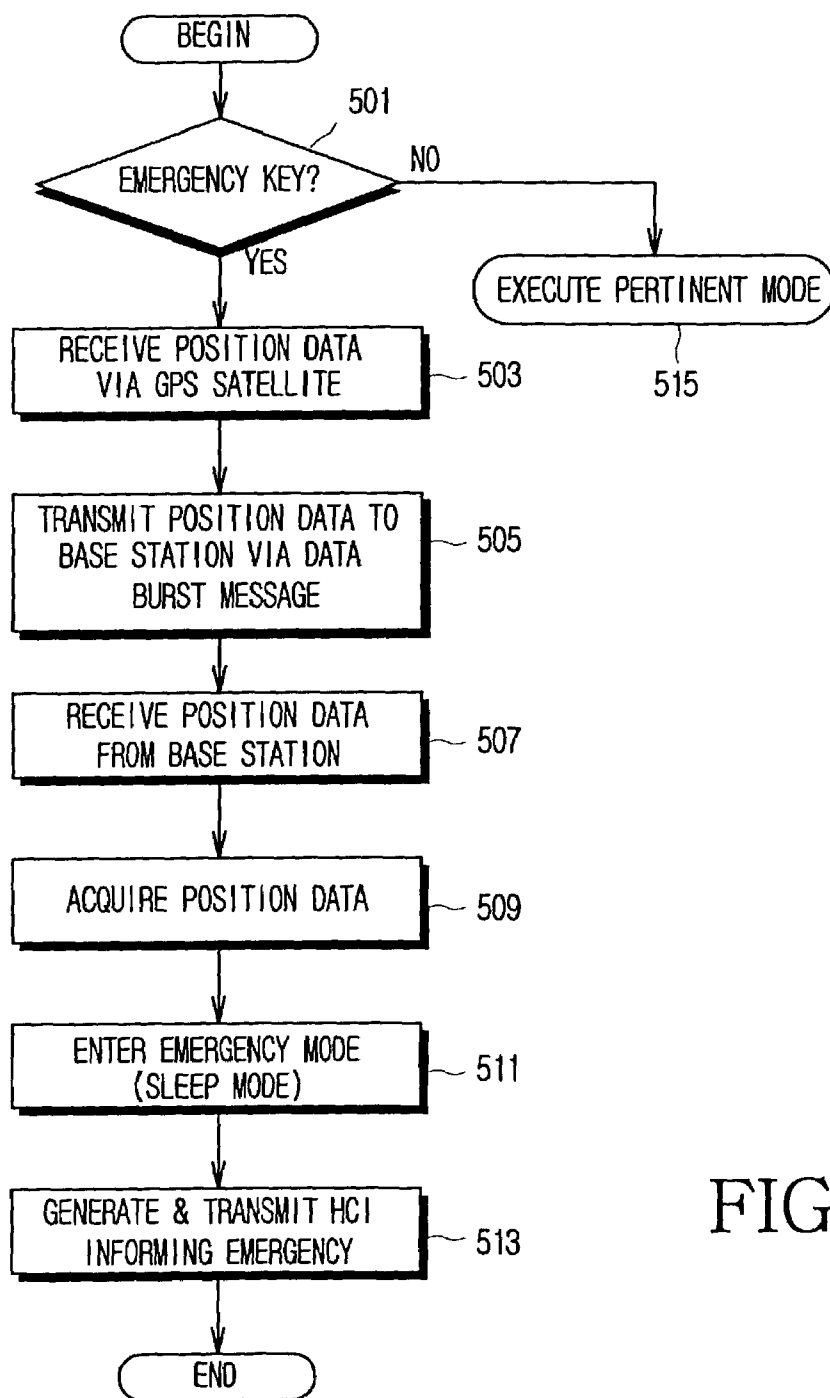 BEGIN
501
EMERGENCY KEY?
NO
YES
EXECUTE PERTINENT MODE
515
RECEIVE POSITION DATA
VIA GPS SATELLITE
503
TRANSMIT POSITION DATA TO
BASE STATION VIA DATA
BURST MESSAGE
505
RECEIVE POSITION DATA
FROM BASE STATION
507
ACQUIRE POSITION DATA
509
ENTER EMERGENCY MODE
(SLEEP MODE)
511
GENERATE & TRANSMIT HCI
INFORMING EMERGENCY
513
FIG
END